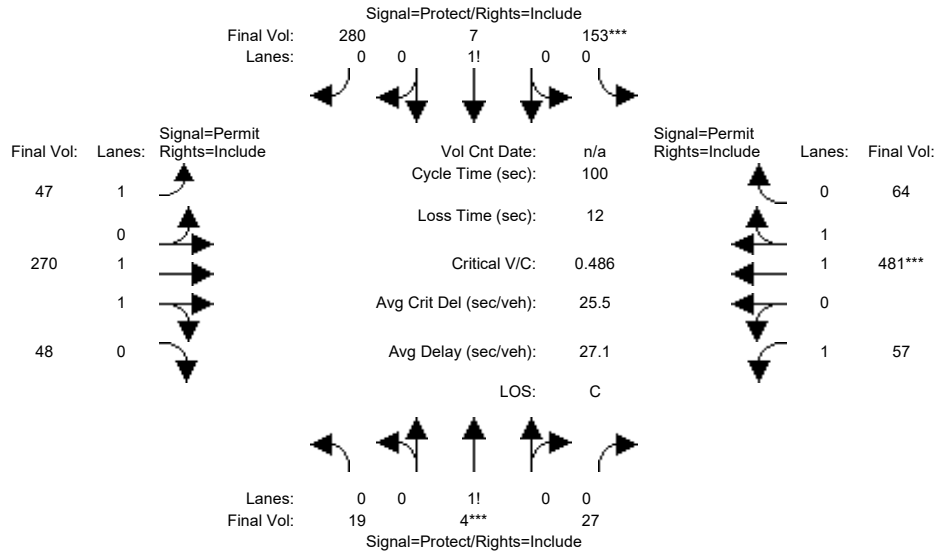 Signal=Protect/Rights=Include
Final Vol: 280 7 153***
Lanes: 0 0 1! 0 0
Signal=Permit Signal=Permit
Final Vol: Lanes: Rights=Include Vol Cnt Date: n/a Rights=Include Lanes: Final Vol:
Cycle Time (sec): 100
47 1 0 64
Loss Time (sec): 12
0 1
270 1 Critical V/C: 0.486 1 481***
1 Avg Crit Del (sec/veh): 25.5 0
48 0 Avg Delay (sec/veh): 27.1 1 57
LOS: C
Lanes: 0 0 1! 0 0
Final Vol: 19 4*** 27
Signal=Protect/Rights=Include